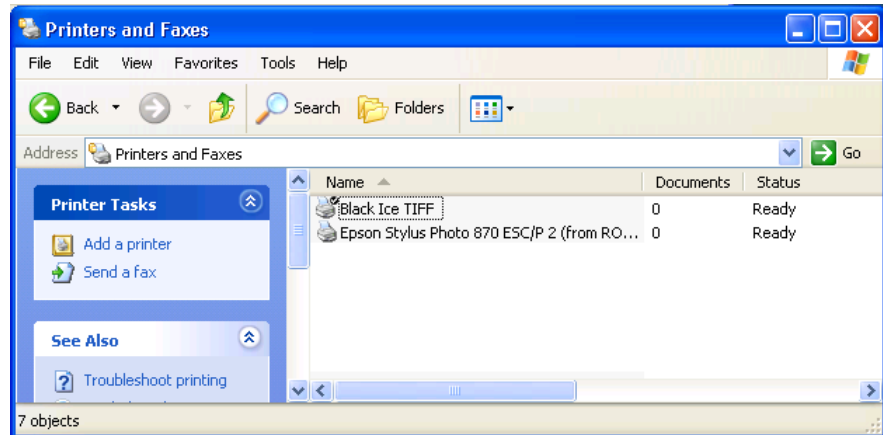 Printers and Faxes
File Edit View Favorites Tools Help
Back Search Folders
Address Printers and Faxes Go
Name Documents Status
Printer Tasks
Black Ice TIFF 0 Ready
Epson Stylus Photo 870 ESC/P 2 (from RO... 0 Ready
Add a printer
Send a fax
See Also
Troubleshoot printing
7 objects